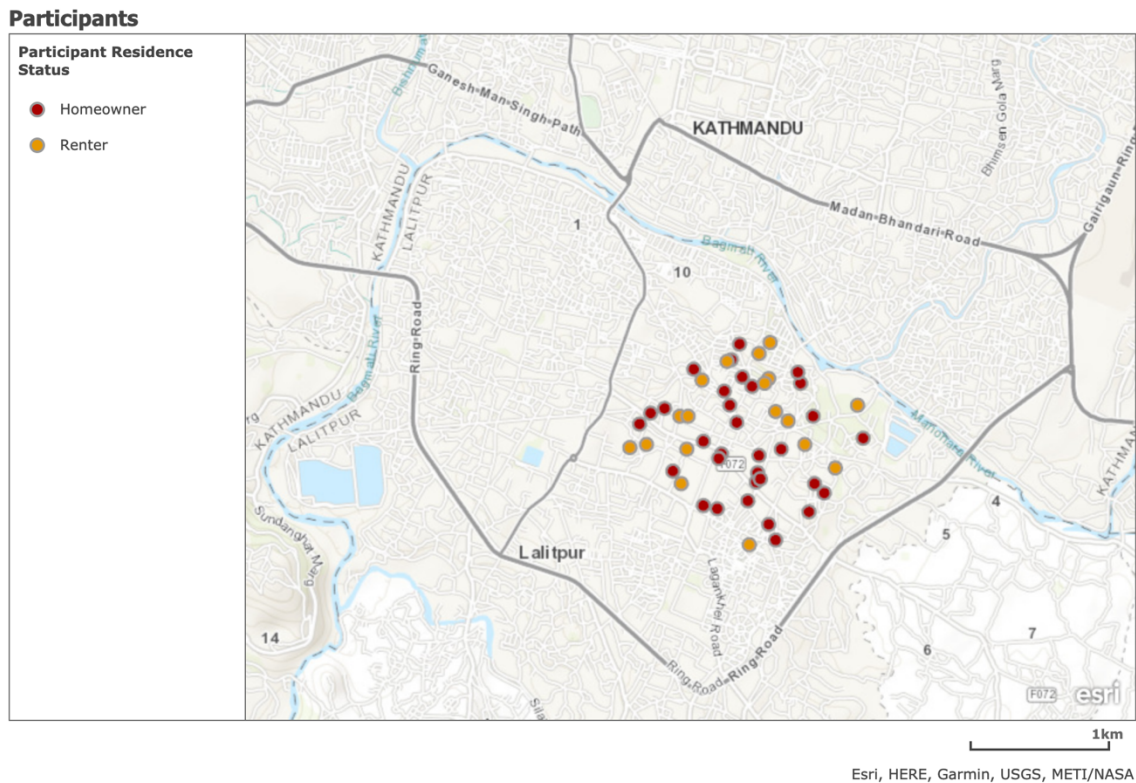 Participants
Participant Residence
Status
Homeowner
Renter
Ganesh-Man-Singh-Path
KATHMANDU
Bhimsen Gola Marg
KATHMANDU
LALITPUR
1
Madan-Bhandari-Road
Bagmati River
10
Ring-Road
Bagmati River
KATHMANDU
LALITPUR
Manohara River
F072
4
Sundarighat Marg
5
Lalitpur
Lagankhel Road
14
7
6
Ring-Road
Ring-Road
F072
esri
1km
Esri, HERE, Garmin, USGS, METI/NASA